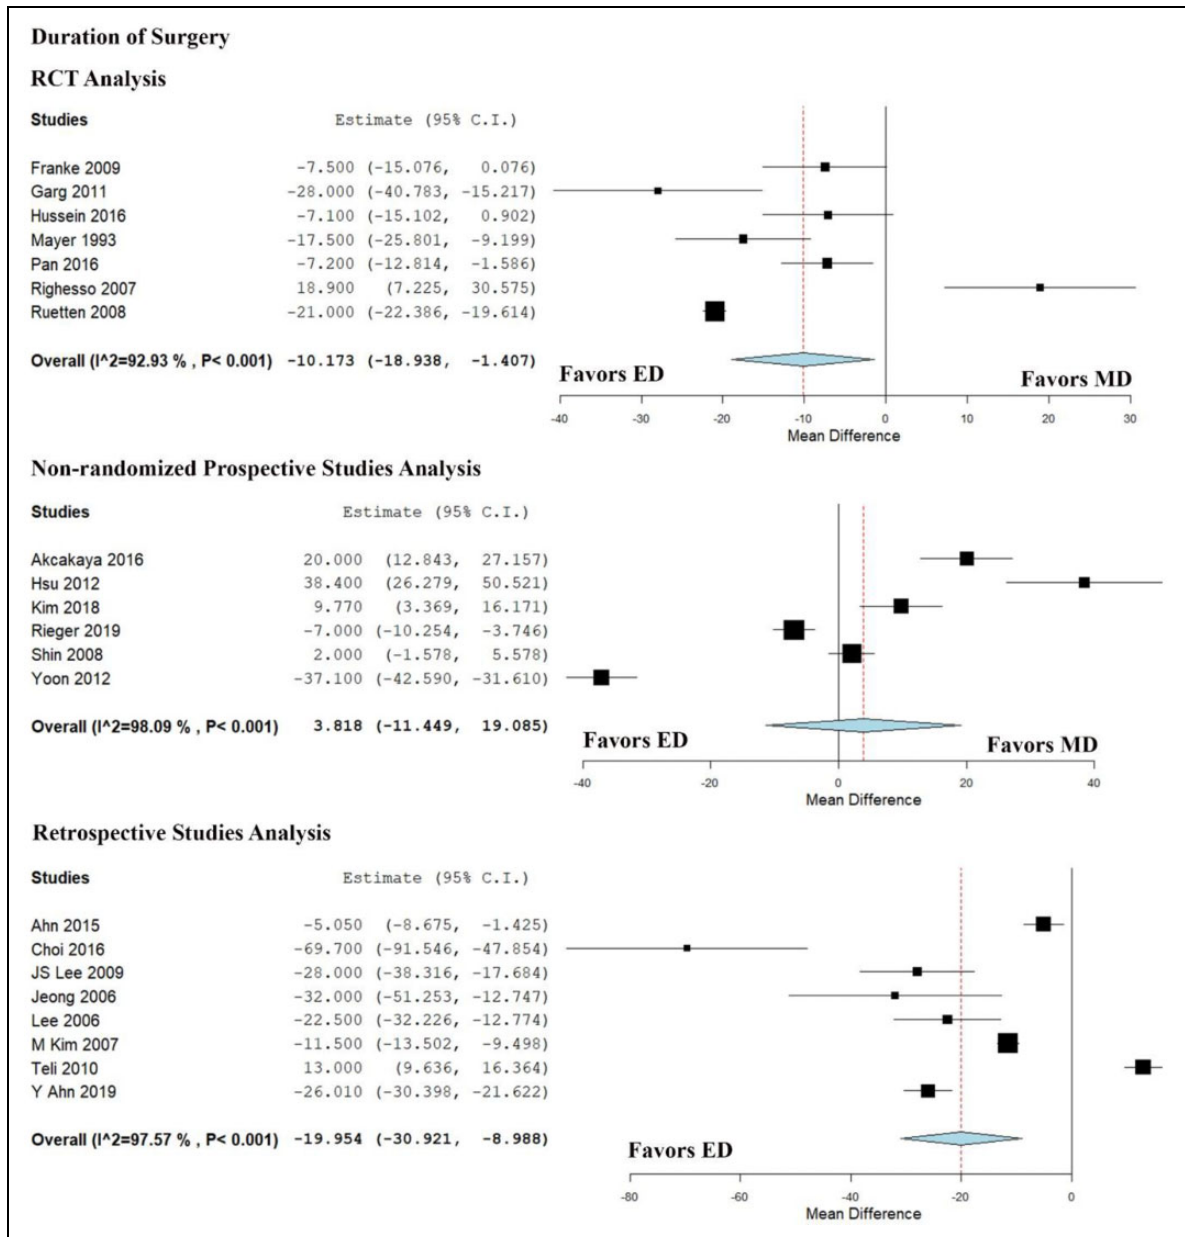 Duration of Surgery
RCT Analysis
Studies Estimate (95% C.I.)
Franke 2009 -7.500 (-15.076, 0.076)
Garg 2011 -28.000 (-40.783, -15.217)
Hussein 2016 -7.100 (-15.102, 0.902)
Mayer 1993 -17.500 (-25.801, -9.199)
Pan 2016 -7.200 (-12.814, -1.586)
Righesso 2007 18.900 (7.225, 30.575)
Ruetten 2008 -21.000 (-22.386, -19.614)
Overall (I^2=92.93 % , P< 0.001) -10.173 (-18.938, -1.407)
Favors ED Favors MD
-40 -30 -20 -10 0 10 20 30
Mean Difference
Non-randomized Prospective Studies Analysis
Studies Estimate (95% C.I.)
Akcakaya 2016 20.000 (12.843, 27.157)
Hsu 2012 38.400 (26.279, 50.521)
Kim 2018 9.770 (3.369, 16.171)
Rieger 2019 -7.000 (-10.254, -3.746)
Shin 2008 2.000 (-1.578, 5.578)
Yoon 2012 -37.100 (-42.590, -31.610)
Overall (I^2=98.09 % , P< 0.001) 3.818 (-11.449, 19.085)
Favors ED Favors MD
-40 -20 0 20 40
Mean Difference
Retrospective Studies Analysis
Studies Estimate (95% C.I.)
Ahn 2015 -5.050 (-8.675, -1.425)
Choi 2016 -69.700 (-91.546, -47.854)
JS Lee 2009 -28.000 (-38.316, -17.684)
Jeong 2006 -32.000 (-51.253, -12.747)
Lee 2006 -22.500 (-32.226, -12.774)
M Kim 2007 -11.500 (-13.502, -9.498)
Teli 2010 13.000 (9.636, 16.364)
Y Ahn 2019 -26.010 (-30.398, -21.622)
Overall (I^2=97.57 % , P< 0.001) -19.954 (-30.921, -8.988)
Favors ED
-80 -60 -40 -20 0
Mean Difference